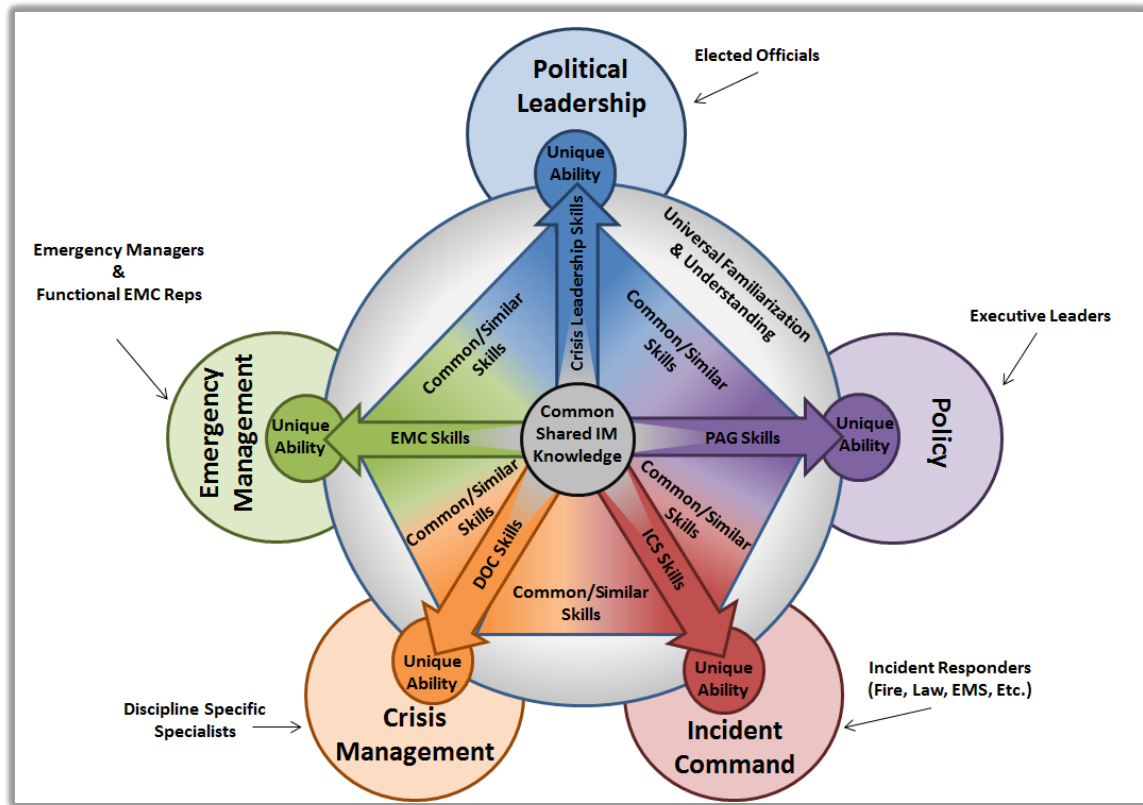 Political
Leadership
Elected Officials
Unique
Ability
Crisis Leadership Skills
Universal Familiarization
& Understanding
Emergency Managers
&
Functional EMC Reps
Executive Leaders
Common/Similar
Skills
Common/Similar
Skills
Emergency
Management
Unique
Ability
EMC Skills
Common
Shared IM
Knowledge
PAG Skills
Unique
Ability
Policy
Common/Similar
Skills
DOC Skills
Common/Similar
Skills
ICS Skills
Common/Similar
Skills
Unique
Ability
Crisis
Management
Discipline Specific
Specialists
Unique
Ability
Incident
Command
Incident Responders
(Fire, Law, EMS, Etc.)